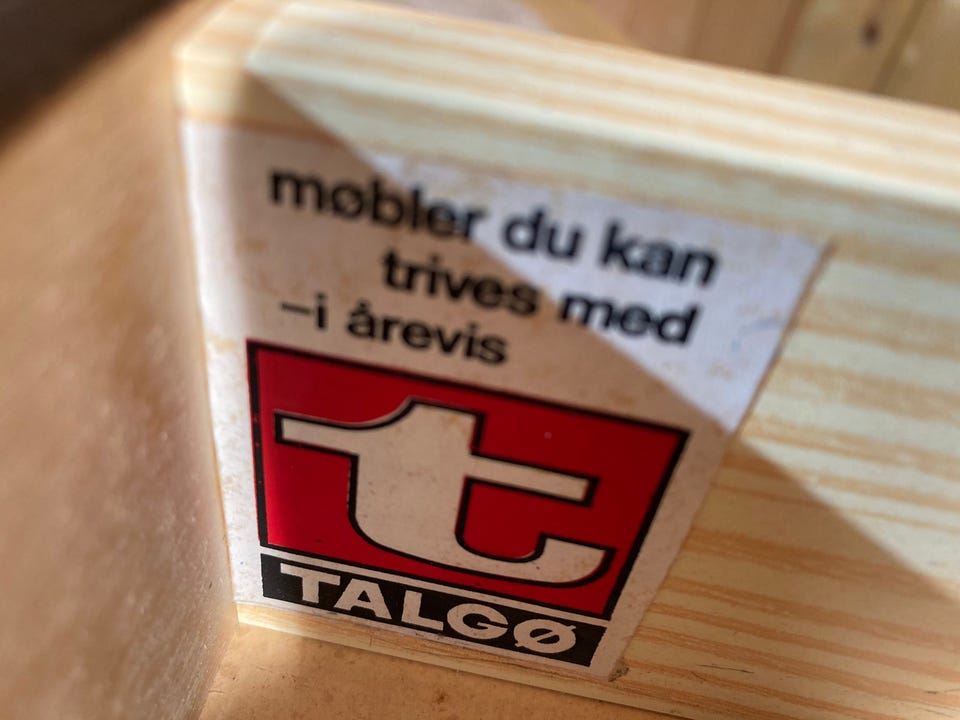 møbler du kan
trives med
–i årevis
t
TALGØ